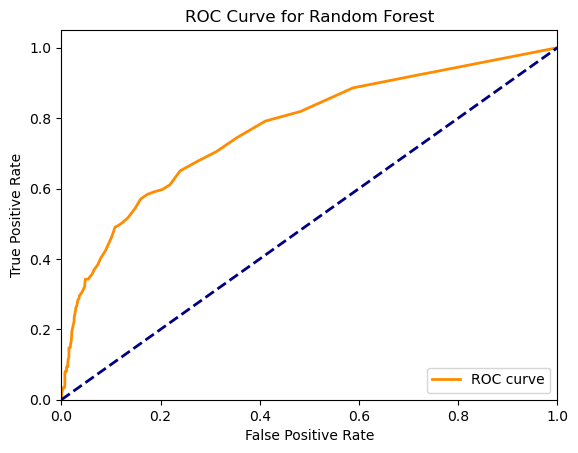 ROC Curve for Random Forest
True Positive Rate
1.0
0.8
0.6
0.4
0.2
0.0
0.0 0.2 0.4 0.6 0.8 1.0
False Positive Rate
ROC curve